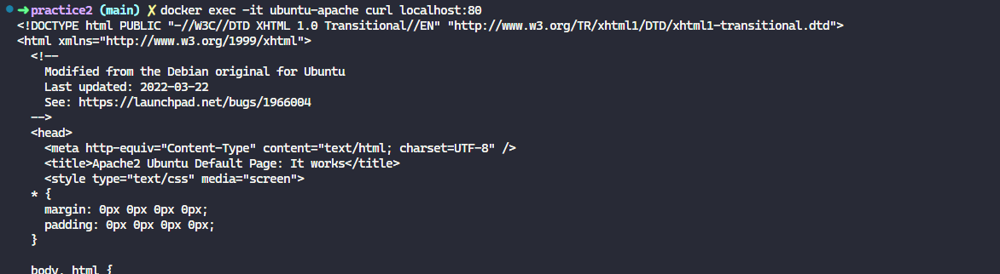 ➜ practice2 (main) ✗ docker exec -it ubuntu-apache curl localhost:80
<!DOCTYPE html PUBLIC "-//W3C//DTD XHTML 1.0 Transitional//EN" "http://www.w3.org/TR/xhtml1/DTD/xhtml1-transitional.dtd">
<html xmlns="http://www.w3.org/1999/xhtml">
  <!--
    Modified from the Debian original for Ubuntu
    Last updated: 2022-03-22
    See: https://launchpad.net/bugs/1966004
  -->
  <head>
    <meta http-equiv="Content-Type" content="text/html; charset=UTF-8" />
    <title>Apache2 Ubuntu Default Page: It works</title>
    <style type="text/css" media="screen">
  * {
    margin: 0px 0px 0px 0px;
    padding: 0px 0px 0px 0px;
  }
  body, html {